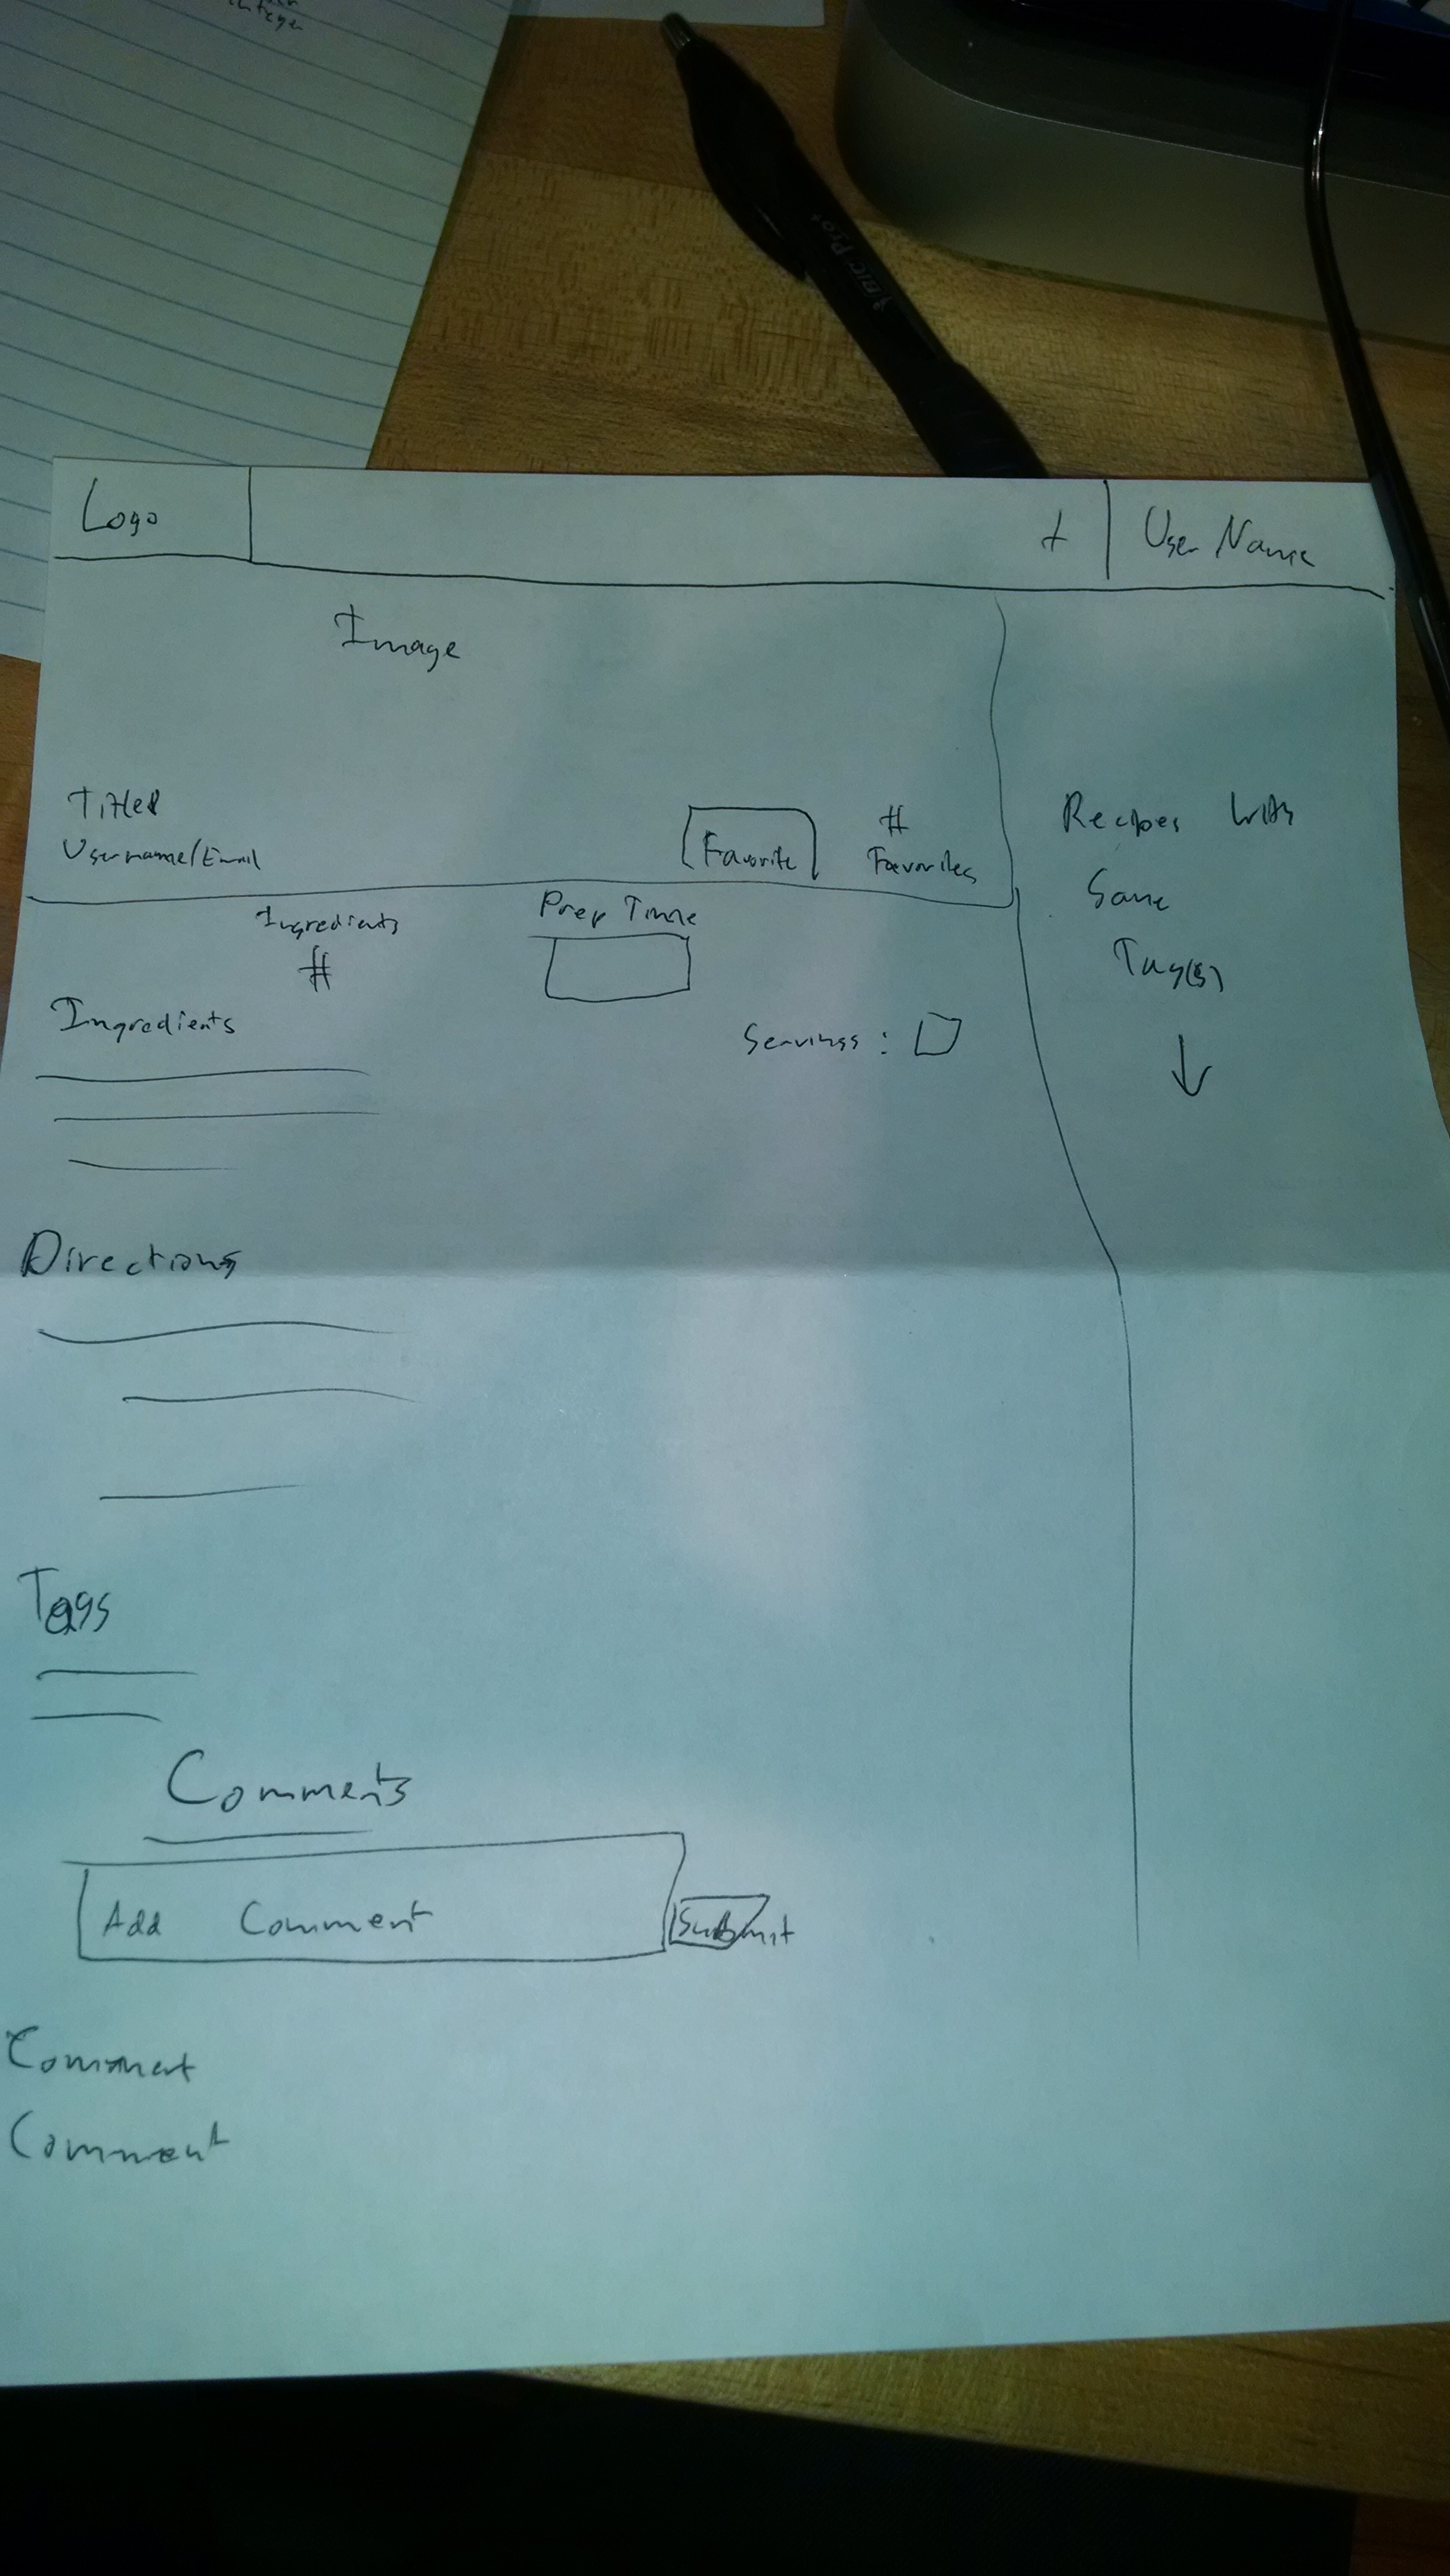 integer
BIC Pro+
Logo
+
User Name
Image
Title
Username/Email
Favorite
#
Favorites
Recipes with
Same
Tag(s)
Ingredients
#
Prep Time
Ingredients
Servings :
Directions
Tags
Comments
Add Comment
Submit
Comment
Comment